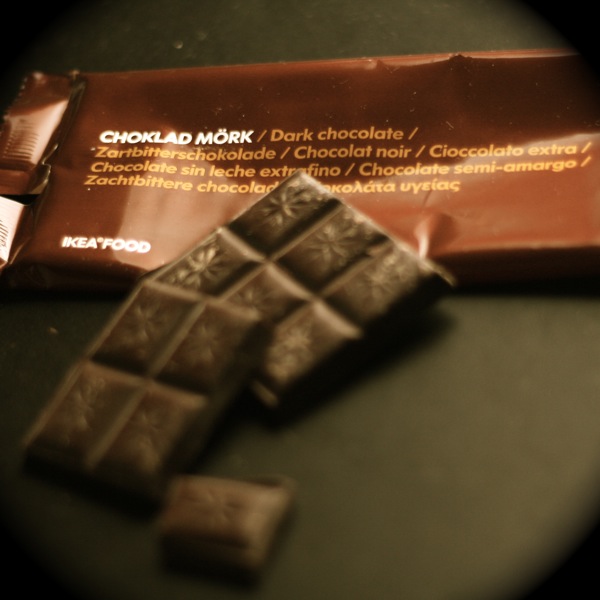 CHOKLAD MÖRK / Dark chocolate /
Zartbitterschokolade / Chocolat noir / Cioccolato extra /
Chocolate sin leche extrafino / Chocolate semi-amargo /
Zachtbittere υγείας
IKEA FOOD